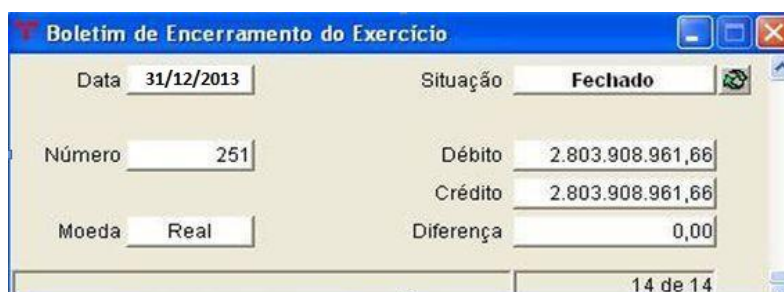 Boletim de Encerramento do Exercício
Data 31/12/2013 Situação Fechado
Número 251 Débito 2.803.908.961,66
Crédito 2.803.908.961,66
Moeda Real Diferença 0,00
14 de 14